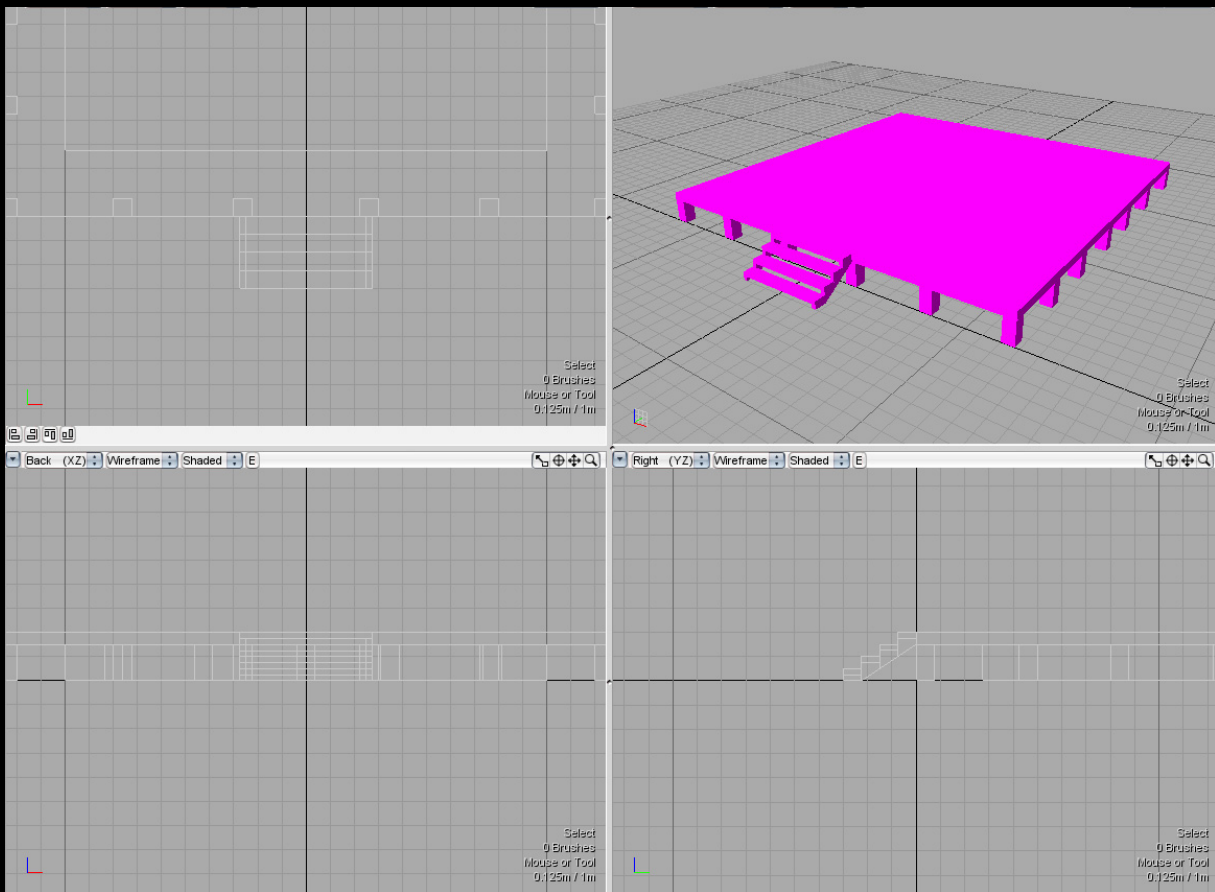 Select
0 Brushes
Mouse or Tool
0.125m / 1m
Select
0 Brushes
Mouse or Tool
0.125m / 1m
Back (XZ) Wireframe Shaded E
Right (YZ) Wireframe Shaded E
Select
0 Brushes
Mouse or Tool
0.125m / 1m
Select
0 Brushes
Mouse or Tool
0.125m / 1m